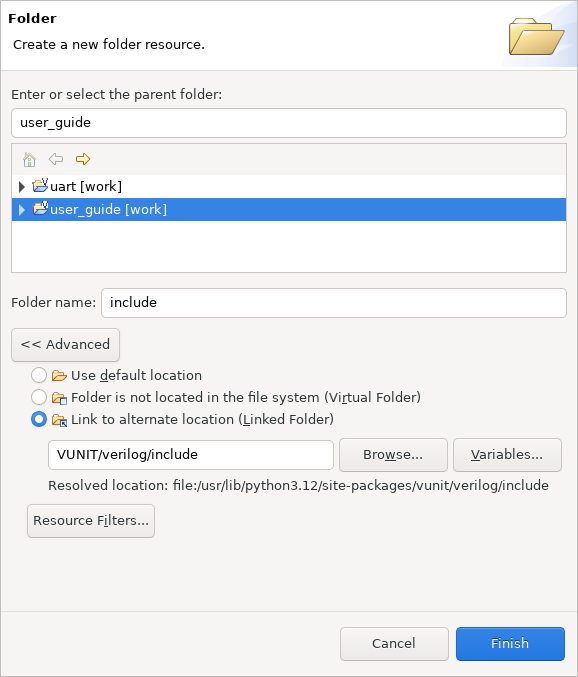 Folder
Create a new folder resource.
Enter or select the parent folder:
user_guide
uart [work]
user_guide [work]
Folder name: include
<< Advanced
Use default location
Folder is not located in the file system (Virtual Folder)
Link to alternate location (Linked Folder)
VUNIT/verilog/include Browse... Variables...
Resolved location: file:/usr/lib/python3.12/site-packages/vunit/verilog/include
Resource Filters...
Cancel Finish